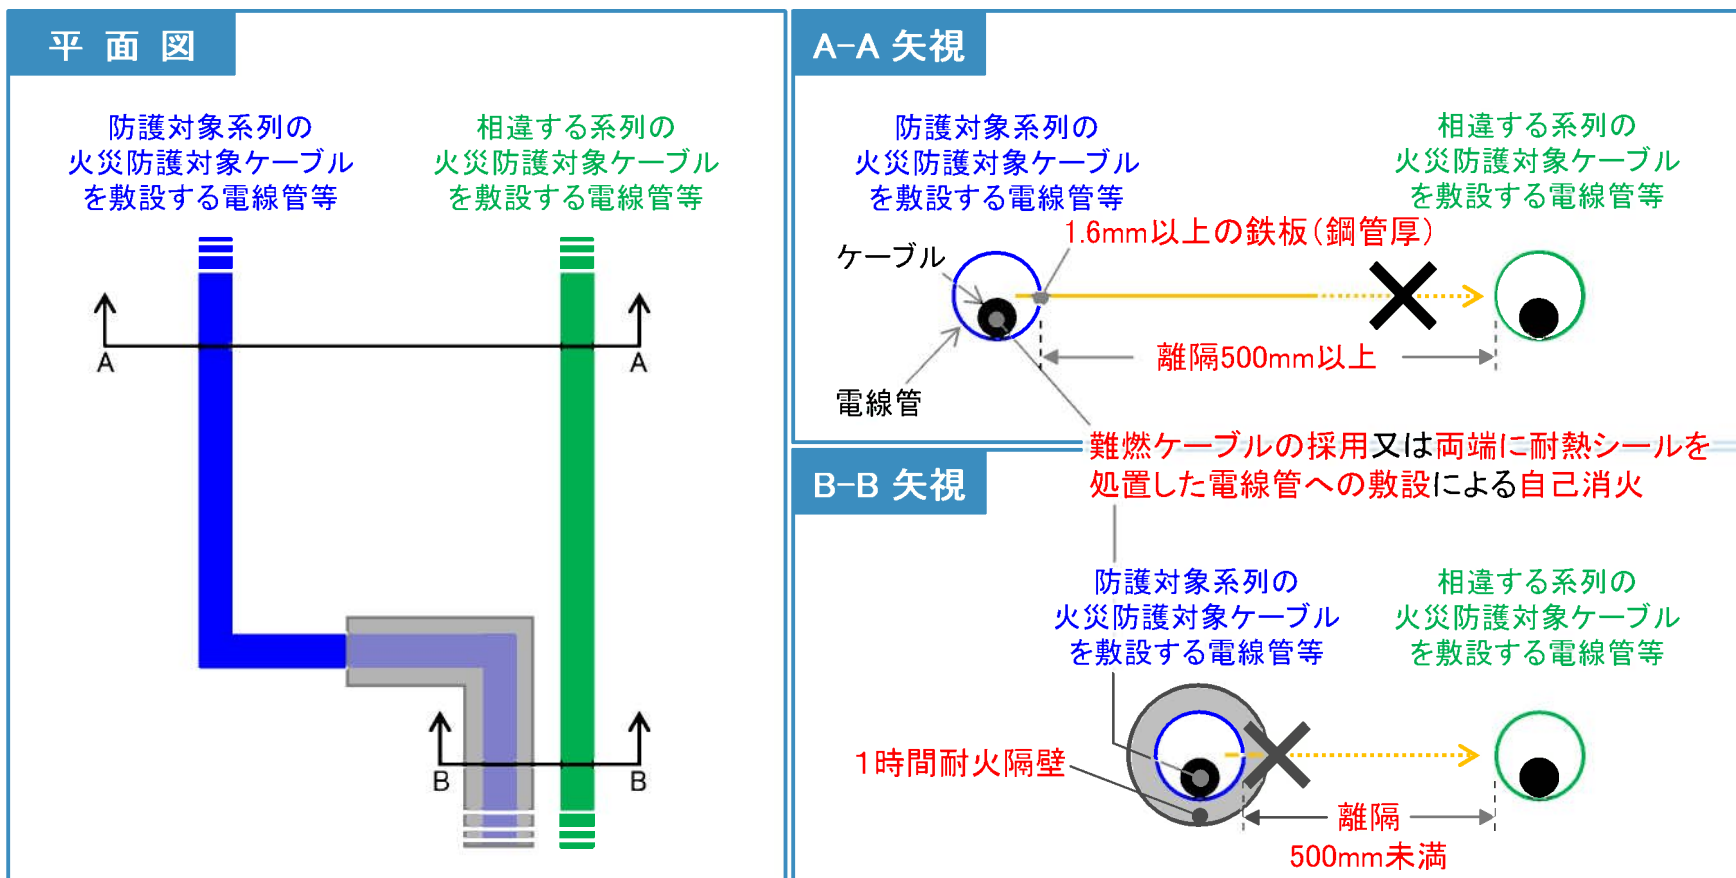 平 面 図
防護対象系列の
火災防護対象ケーブル
を敷設する電線管等
相違する系列の
火災防護対象ケーブル
を敷設する電線管等
A
A
B
B
A-A 矢視
防護対象系列の
火災防護対象ケーブル
を敷設する電線管等
相違する系列の
火災防護対象ケーブル
を敷設する電線管等
1.6mm以上の鉄板(鋼管厚)
ケーブル
離隔500mm以上
電線管
難燃ケーブルの採用又は両端に耐熱シールを
処置した電線管への敷設による自己消火
B-B 矢視
防護対象系列の
火災防護対象ケーブル
を敷設する電線管等
相違する系列の
火災防護対象ケーブル
を敷設する電線管等
1時間耐火隔壁
離隔
500mm未満